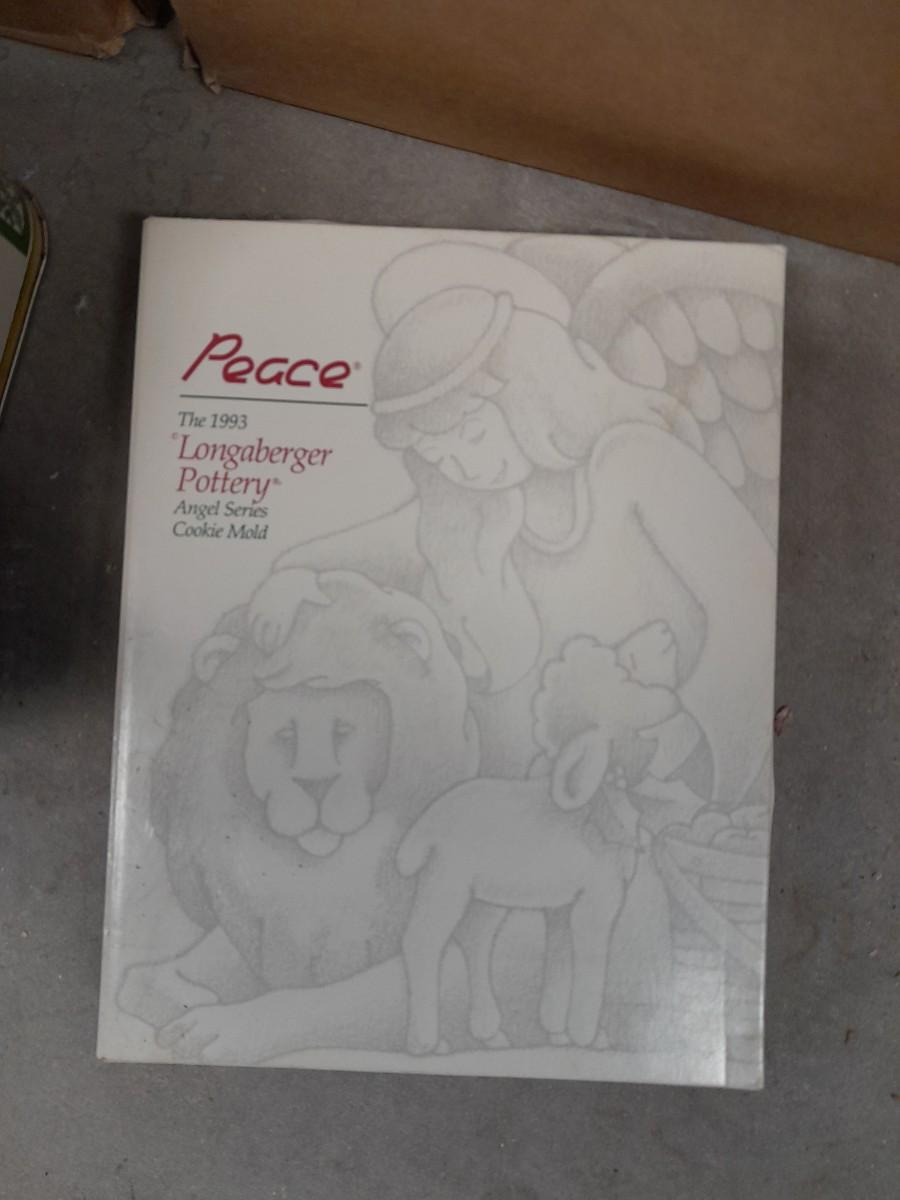 Peace®
The 1993
©Longaberger
Pottery®
Angel Series
Cookie Mold